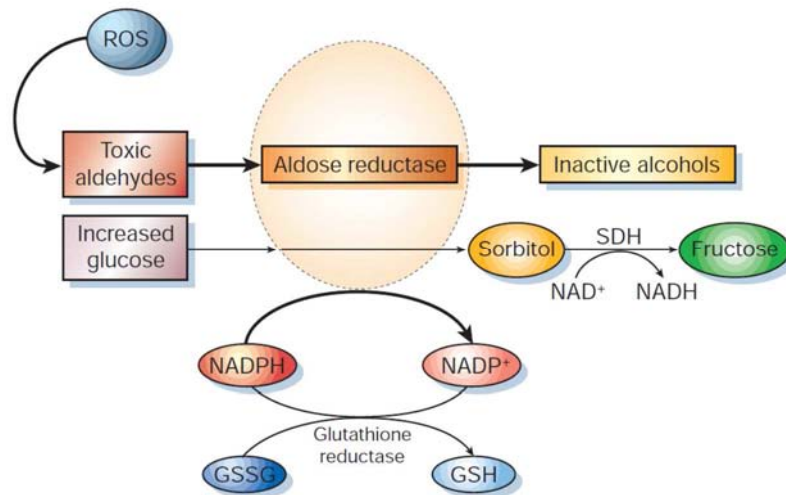 ROS
Toxic
aldehydes
Aldose reductase
Inactive alcohols
Increased
glucose
Sorbitol
SDH
Fructose
NAD⁺
NADH
NADPH
NADP⁺
Glutathione
reductase
GSSG
GSH